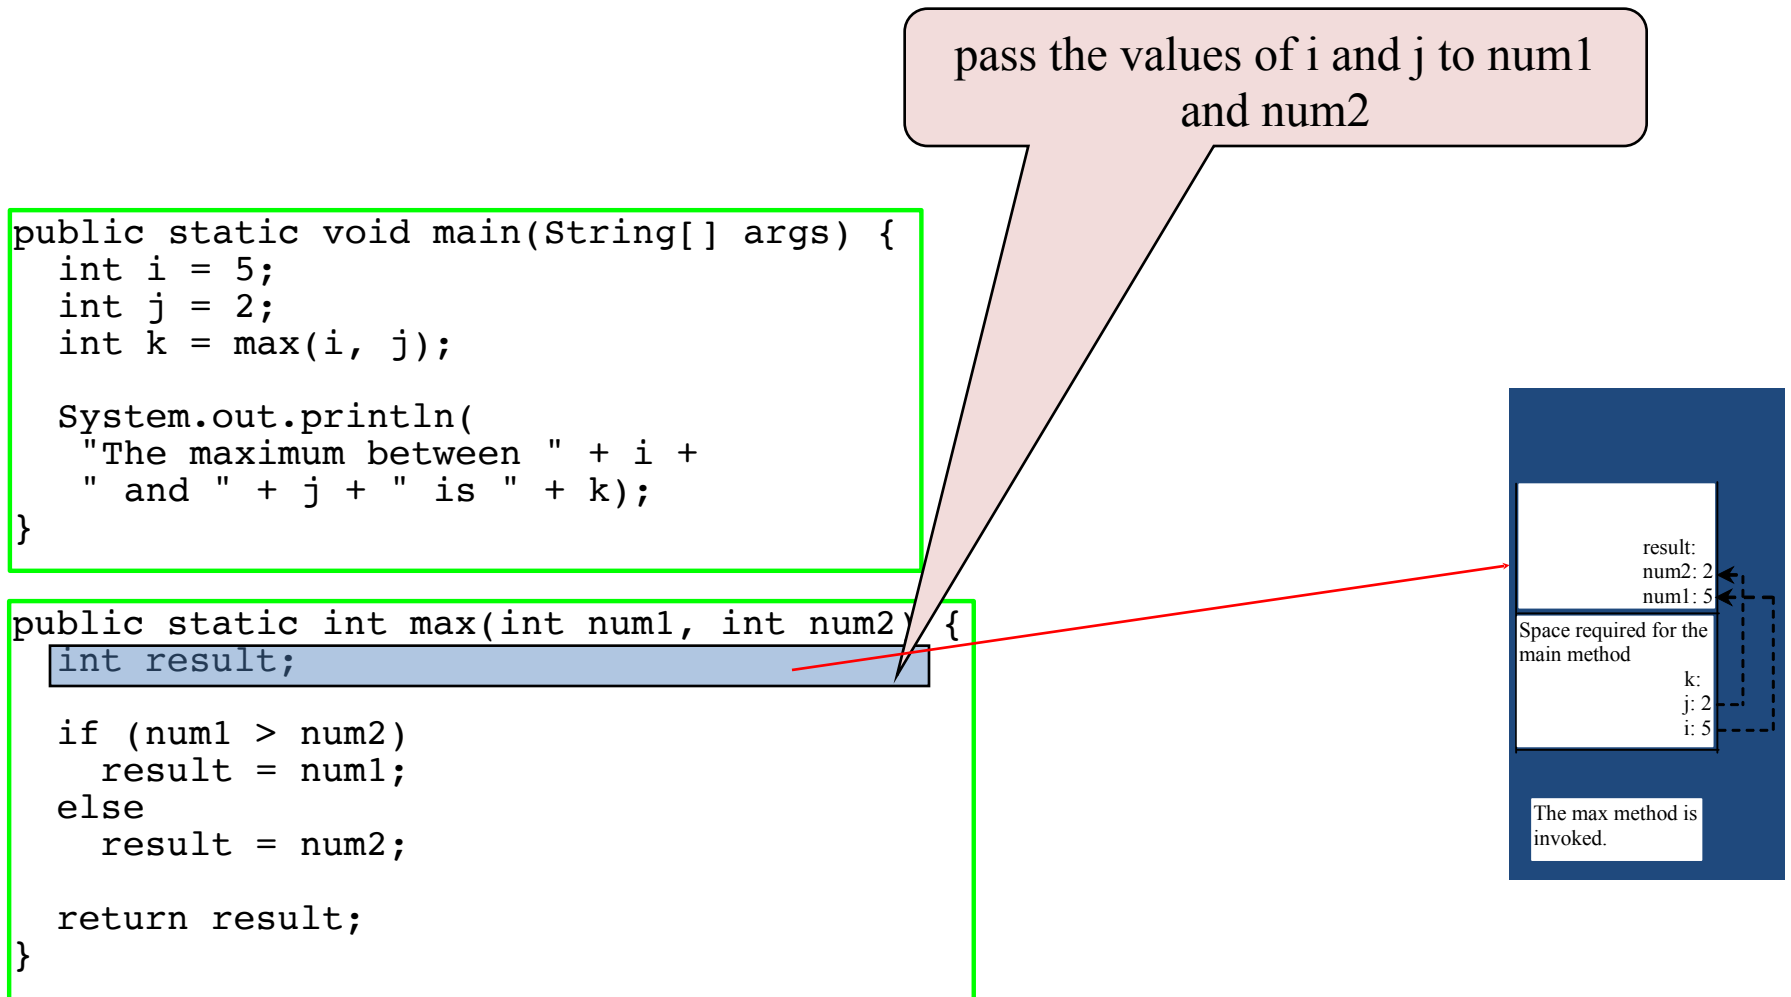 pass the values of i and j to num1
and num2
public static void main(String[] args) {
  int i = 5;
  int j = 2;
  int k = max(i, j);
  System.out.println(
   "The maximum between " + i +
   " and " + j + " is " + k);
}
public static int max(int num1, int num2) {
  int result;
  if (num1 > num2)
    result = num1;
  else
    result = num2;
  return result;
}
result:
num2: 2
num1: 5
Space required for the
main method
k:
j: 2
i: 5
The max method is
invoked.